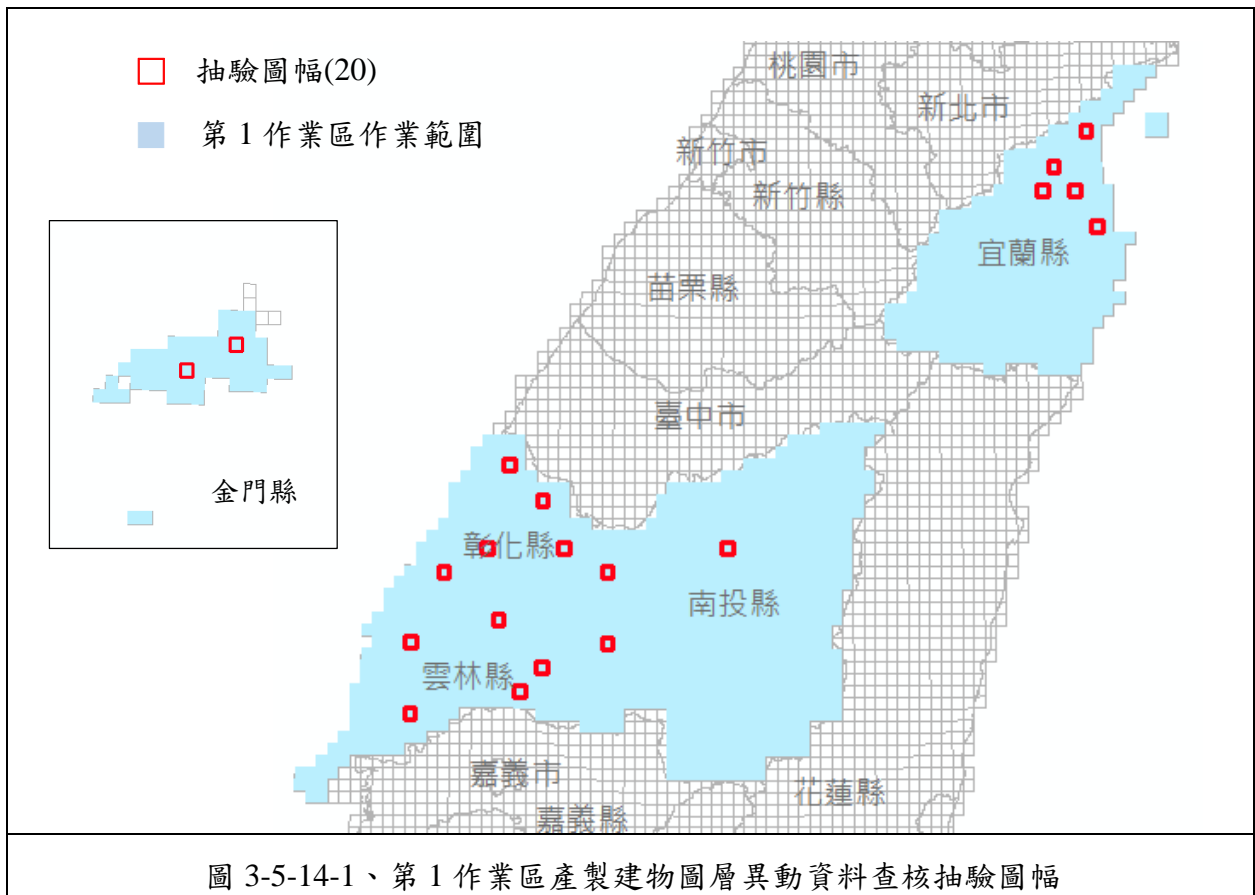 抽驗圖幅(20)
第 1 作業區作業範圍
桃園市
新北市
新竹市
新竹縣
宜蘭縣
苗栗縣
臺中市
金門縣
彰化縣
南投縣
雲林縣
嘉義市
花蓮縣
嘉義縣
圖 3-5-14-1、第 1 作業區產製建物圖層異動資料查核抽驗圖幅